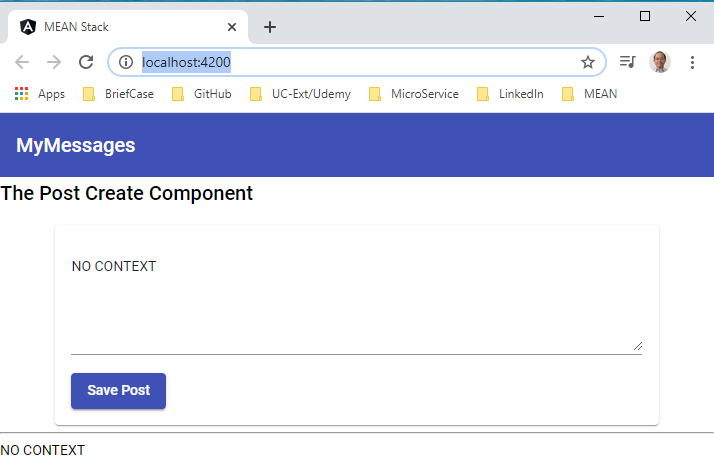 MEAN Stack
localhost:4200
Apps BriefCase GitHub UC-Ext/Udemy MicroService LinkedIn MEAN
MyMessages
The Post Create Component
NO CONTEXT
Save Post
NO CONTEXT